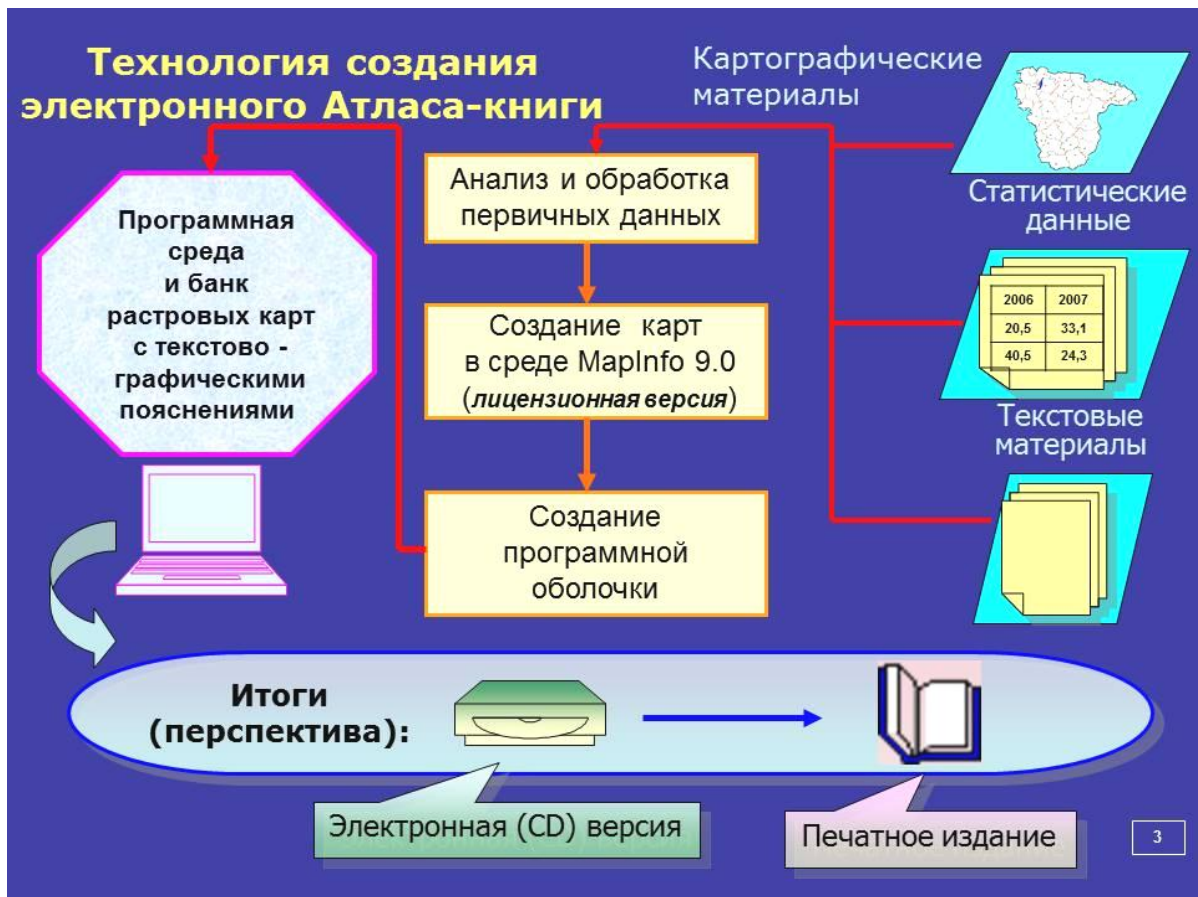 Технология создания
электронного Атласа-книги
Картографические
материалы
Статистические
данные
2006 2007
20,5 33,1
40,5 24,3
Текстовые
материалы
Анализ и обработка
первичных данных
Создание карт
в среде MapInfo 9.0
(лицензионная версия)
Создание
программной
оболочки
Программная
среда
и банк
растровых карт
с текстово -
графическими
пояснениями
Итоги
(перспектива):
Электронная (CD) версия
Печатное издание
3